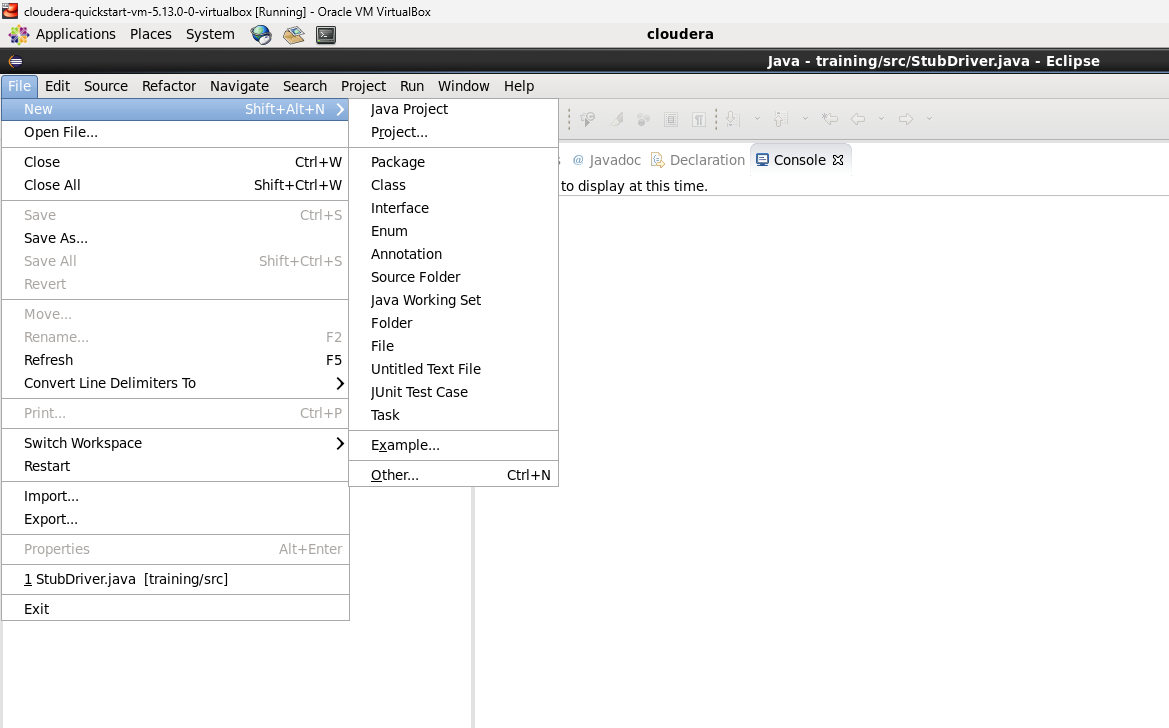 cloudera-quickstart-vm-5.13.0-0-virtualbox [Running] - Oracle VM VirtualBox
Applications Places System cloudera
Java - training/src/StubDriver.java - Eclipse
File Edit Source Refactor Navigate Search Project Run Window Help
New Shift+Alt+N
Open File...
Close Ctrl+W
Close All Shift+Ctrl+W
Save Ctrl+S
Save As...
Save All Shift+Ctrl+S
Revert
Move...
Rename... F2
Refresh F5
Convert Line Delimiters To
Print... Ctrl+P
Switch Workspace
Restart
Import...
Export...
Properties Alt+Enter
1 StubDriver.java [training/src]
Exit
Java Project
Project...
Package
Class
Interface
Enum
Annotation
Source Folder
Java Working Set
Folder
File
Untitled Text File
JUnit Test Case
Task
Example...
Other... Ctrl+N
@ Javadoc Declaration Console
to display at this time.